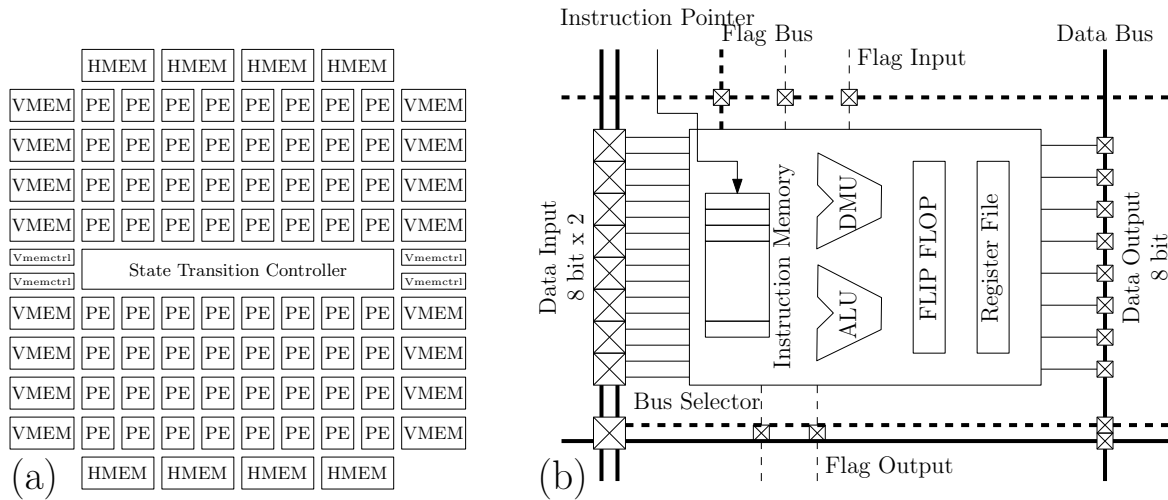 HMEM HMEM HMEM HMEM
VMEM PE PE PE PE PE PE PE PE VMEM
VMEM PE PE PE PE PE PE PE PE VMEM
VMEM PE PE PE PE PE PE PE PE VMEM
VMEM PE PE PE PE PE PE PE PE VMEM
Vmemctrl State Transition Controller Vmemctrl
Vmemctrl Vmemctrl
VMEM PE PE PE PE PE PE PE PE VMEM
VMEM PE PE PE PE PE PE PE PE VMEM
VMEM PE PE PE PE PE PE PE PE VMEM
VMEM PE PE PE PE PE PE PE PE VMEM
HMEM HMEM HMEM HMEM
(a)
Instruction Pointer
Flag Bus
Data Bus
Flag Input
Data Input
8 bit x 2
Instruction Memory
DMU
ALU
FLIP FLOP
Register File
Data Output
8 bit
Bus Selector
Flag Output
(b)